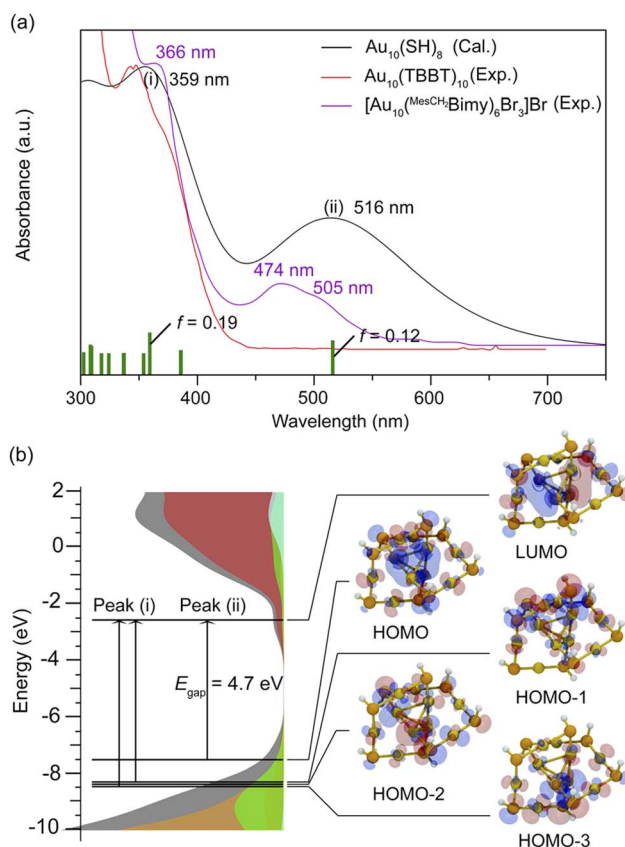 (a)
366 nm
(i) 359 nm
Au10(SH)8 (Cal.)
Au10(TBBT)10(Exp.)
[Au10(MesCH2Bimy)6Br3]Br (Exp.)
(ii) 516 nm
474 nm
505 nm
f = 0.19
f = 0.12
Absorbance (a.u.)
300 400 500 600 700
Wavelength (nm)
(b)
2
0
-2
-4
-6
-8
-10
Energy (eV)
Peak (i) Peak (ii)
Egap = 4.7 eV
LUMO
HOMO
HOMO-1
HOMO-2
HOMO-3